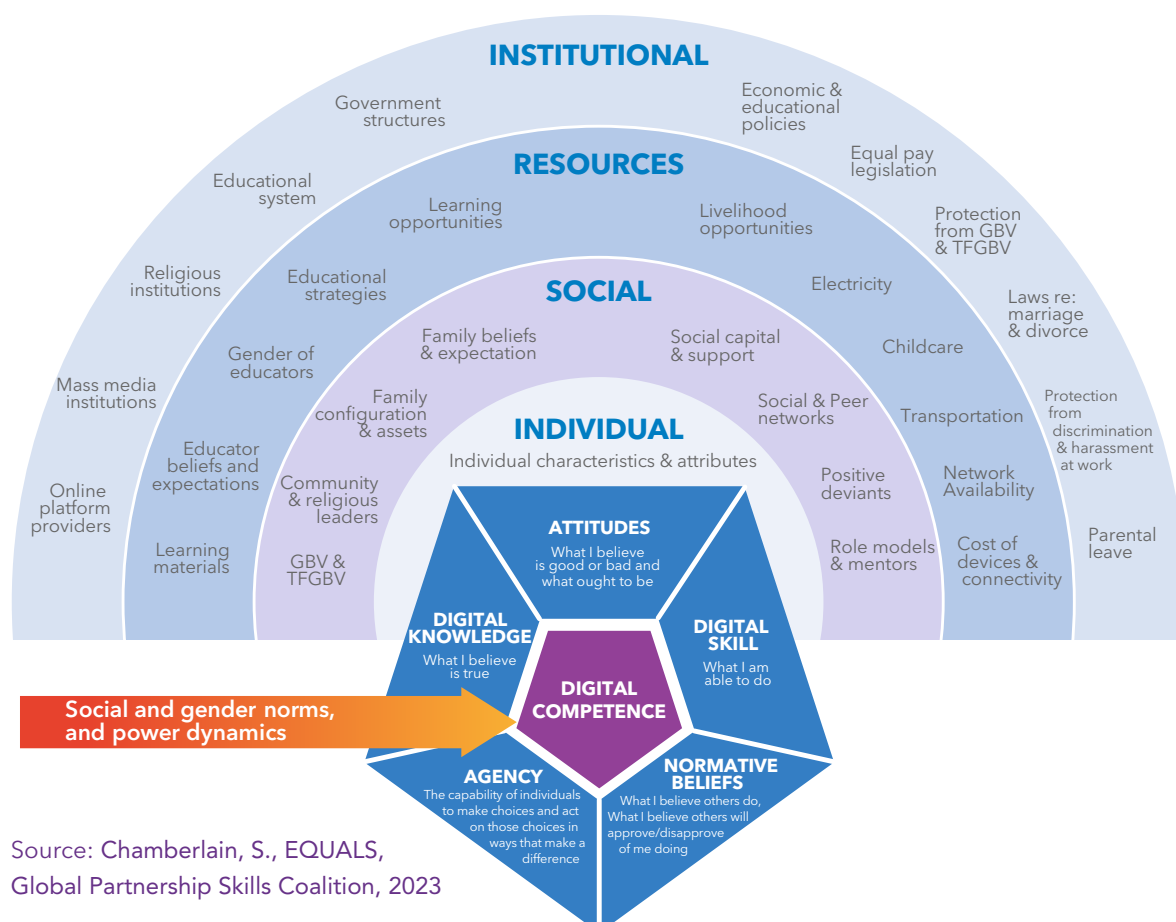 INSTITUTIONAL
Government
structures
Educational
system
Religious
institutions
Mass media
institutions
Online
platform
providers
Economic &
educational
policies
Equal pay
legislation
Protection
from GBV
& TFGBV
Laws re:
marriage
& divorce
Protection
from
discrimination
& harassment
at work
Parental
leave
RESOURCES
Learning
opportunities
Educational
strategies
Gender of
educators
Educator
beliefs and
expectations
Learning
materials
Livelihood
opportunities
Electricity
Childcare
Transportation
Network
Availability
Cost of
devices &
connectivity
SOCIAL
Family beliefs
& expectation
Family
configuration
& assets
Community
& religious
leaders
GBV &
TFGBV
Social capital
& support
Social & Peer
networks
Positive
deviants
Role models
& mentors
INDIVIDUAL
Individual characteristics & attributes
ATTITUDES
What I believe
is good or bad and
what ought to be
DIGITAL
KNOWLEDGE
What I believe
is true
DIGITAL
SKILL
What I am
able to do
DIGITAL
COMPETENCE
Social and gender norms,
and power dynamics
AGENCY
The capability of individuals
to make choices and act
on those choices in
ways that make a
difference
NORMATIVE
BELIEFS
What I believe others do,
What I believe others will
approve/disapprove
of me doing
Source: Chamberlain, S., EQUALS,
Global Partnership Skills Coalition, 2023